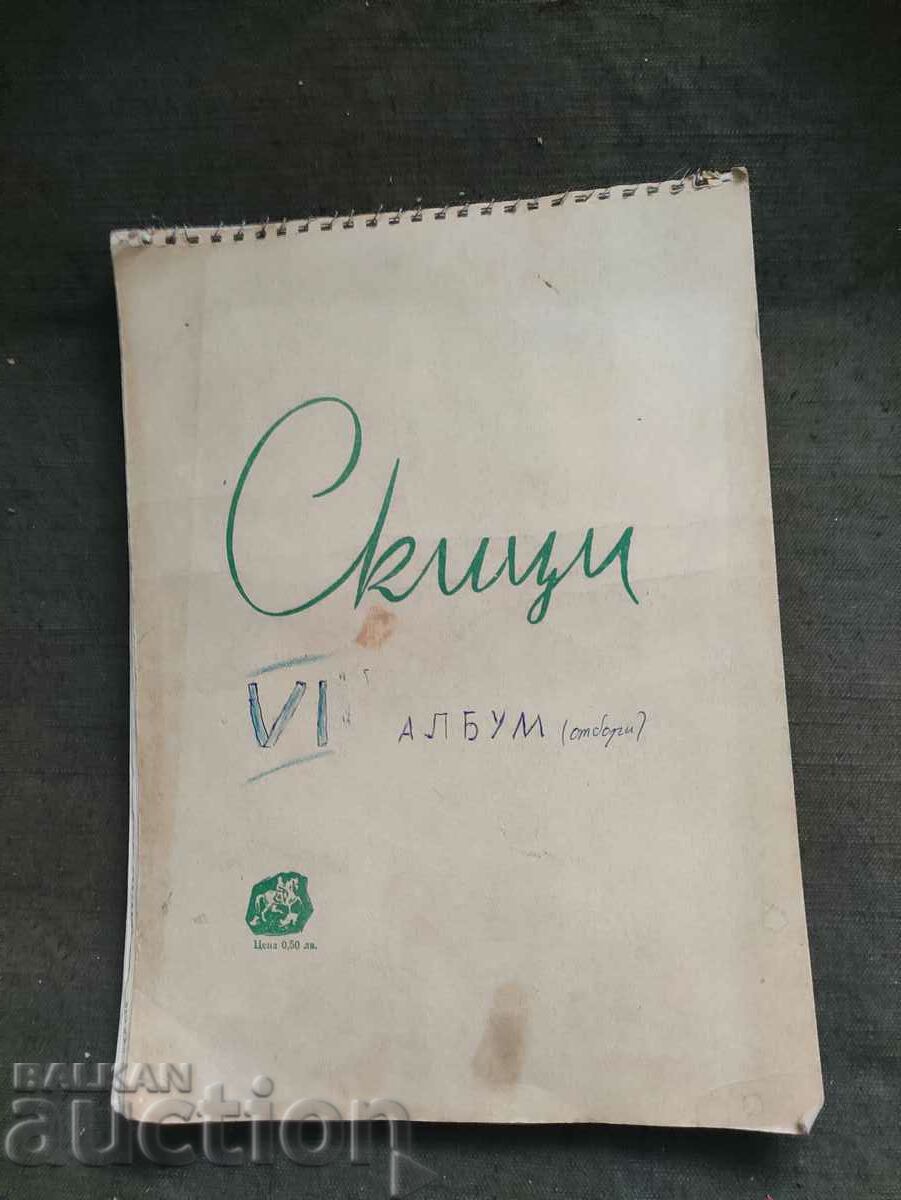 Скици
VI АЛБУМ (отбори)
Цена 0,50 лв.
BALKAN
auction